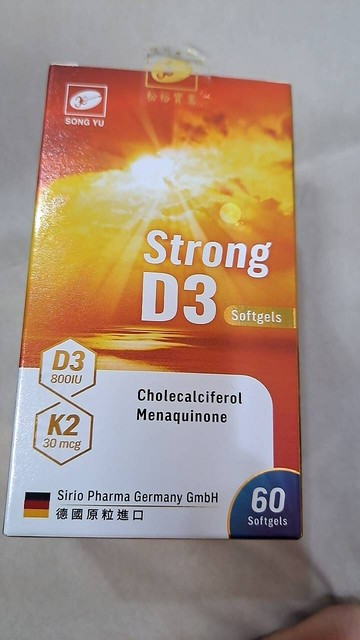 SONG YU
Strong
D3
Softgels
D3
800IU
K2
30 mcg
Cholecalciferol
Menaquinone
Sirio Pharma Germany GmbH
德國原粒進口
60
Softgels